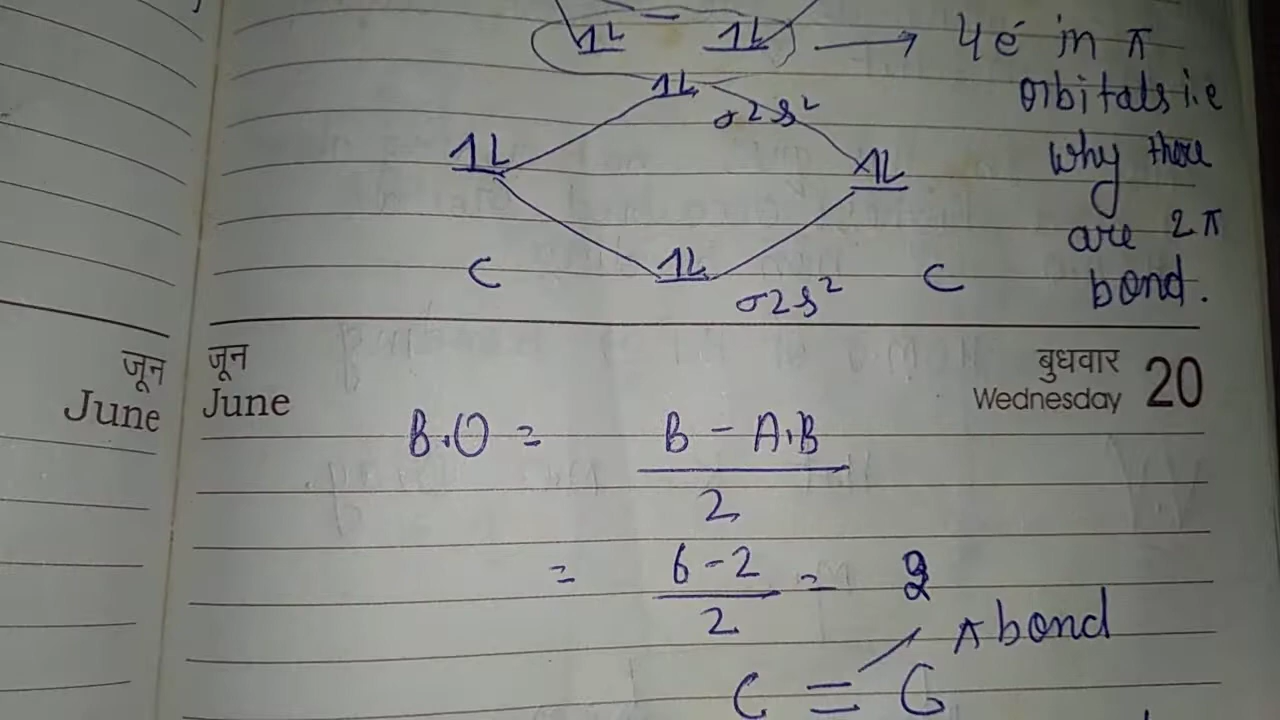 1L 1L → 4e⁻ in π
1L orbitals i.e
σ2s²
1L 1L why there
are 2π
C 1L C bond.
σ2s²
जून जून बुधवार 20
June June Wednesday
B.O = B - A.B
2
= 6-2 = 2
2
π bond
C = C